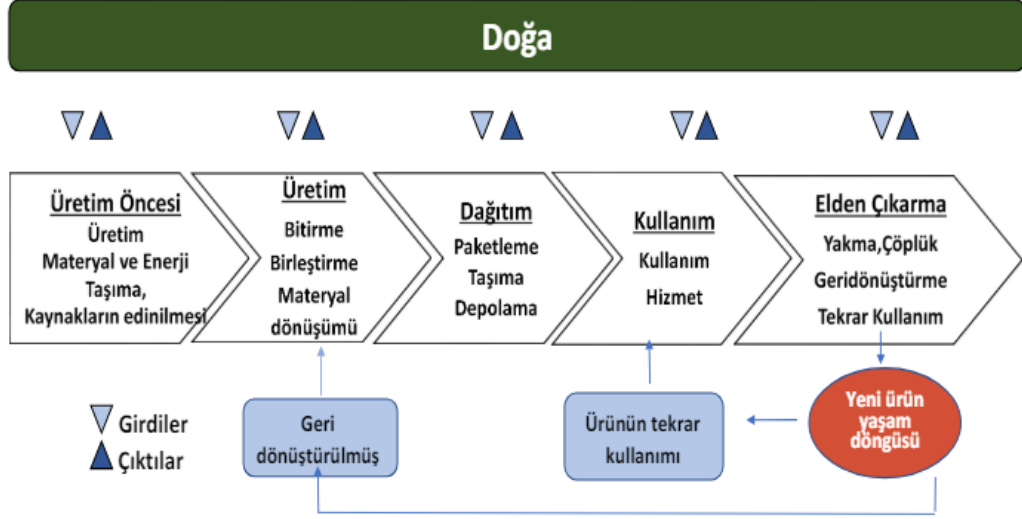 Doğa
Üretim Öncesi
Üretim
Materyal ve Enerji
Taşıma,
Kaynakların edinilmesi
Üretim
Bitirme
Birleştirme
Materyal
dönüşümü
Dağıtım
Paketleme
Taşıma
Depolama
Kullanım
Kullanım
Hizmet
Elden Çıkarma
Yakma,Çöplük
Geridönüştürme
Tekrar Kullanım
Girdiler
Çıktılar
Geri
dönüştürülmüş
Ürünün tekrar
kullanımı
Yeni ürün
yaşam
döngüsü